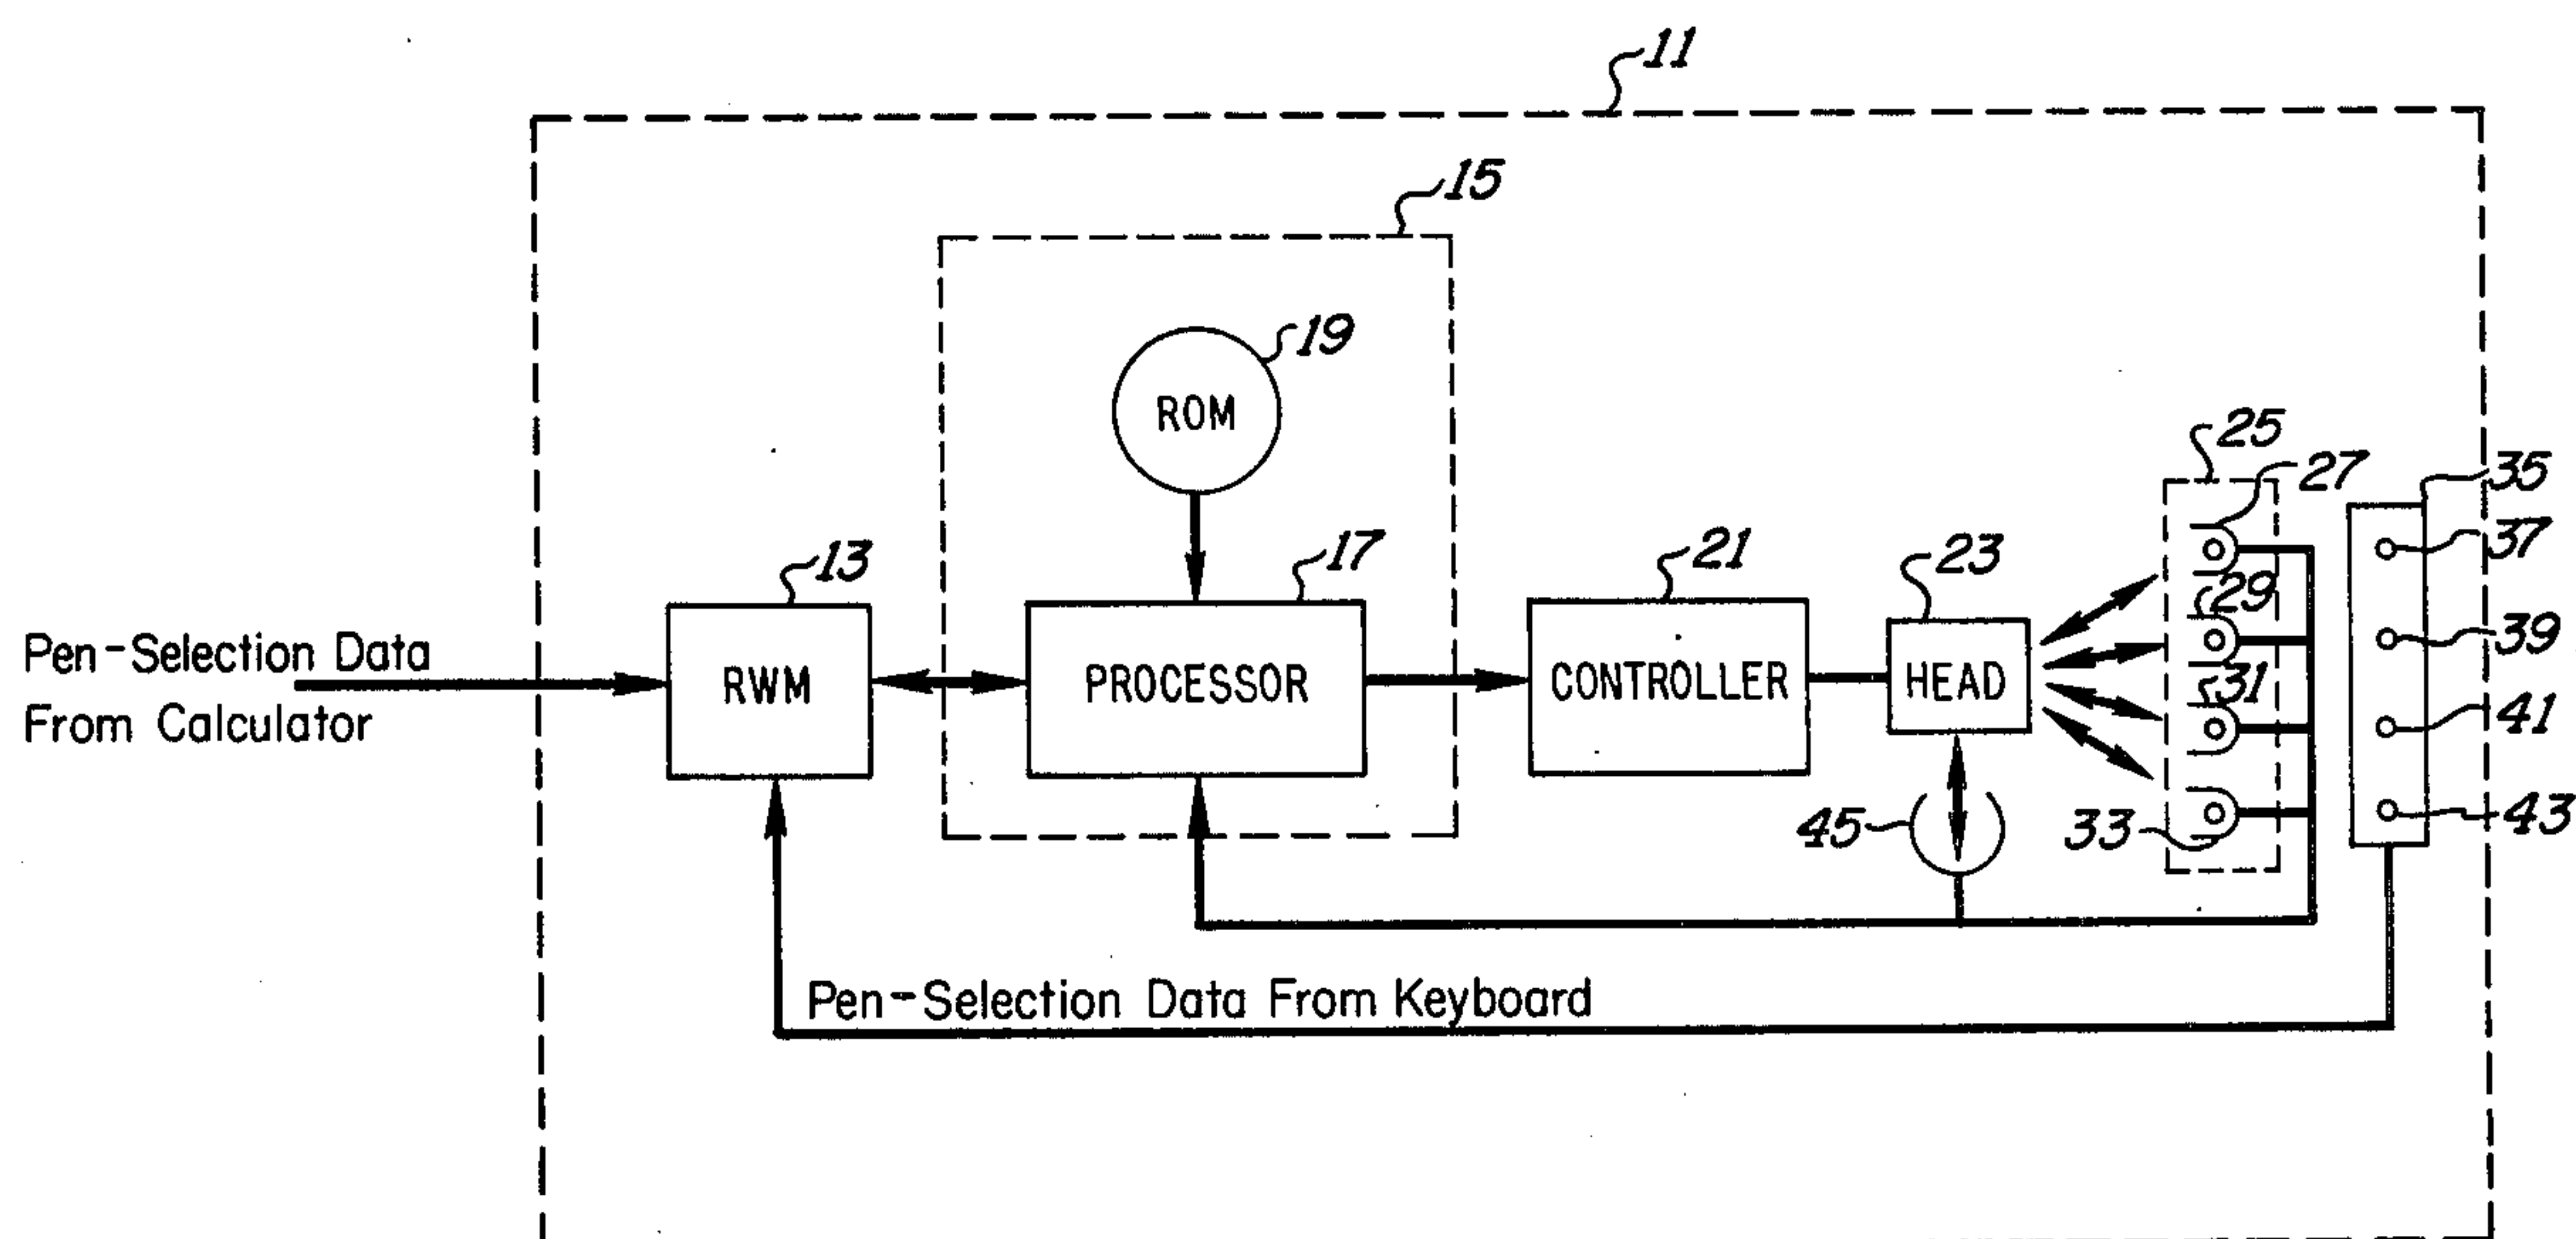 11
15
19
ROM
25
27
35
13
17
21
23
37
29
Pen-Selection Data
From Calculator
RWM
PROCESSOR
CONTROLLER
HEAD
39
31
41
45
33
43
Pen-Selection Data From Keyboard